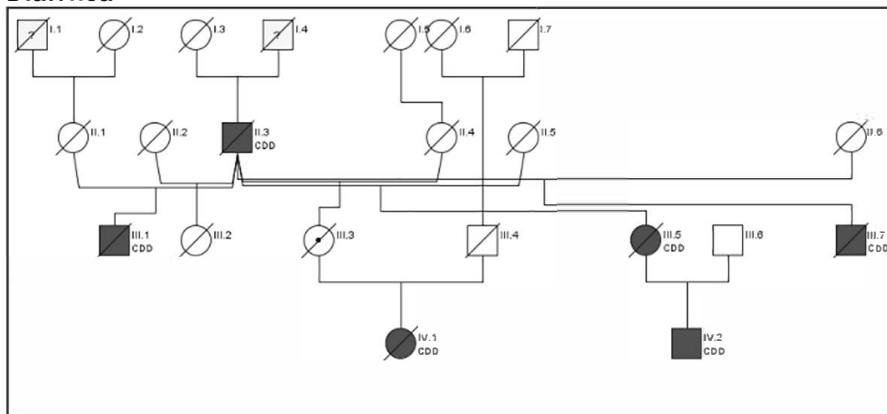 ? I.1 I.2 I.3 ? I.4 I.5 I.6 I.7
II.1 II.2 II.3 II.4 II.5 II.6
CDD
III.1 III.2 III.3 III.4 III.5 III.6 III.7
CDD CDD CDD
IV.1 IV.2
CDD CDD